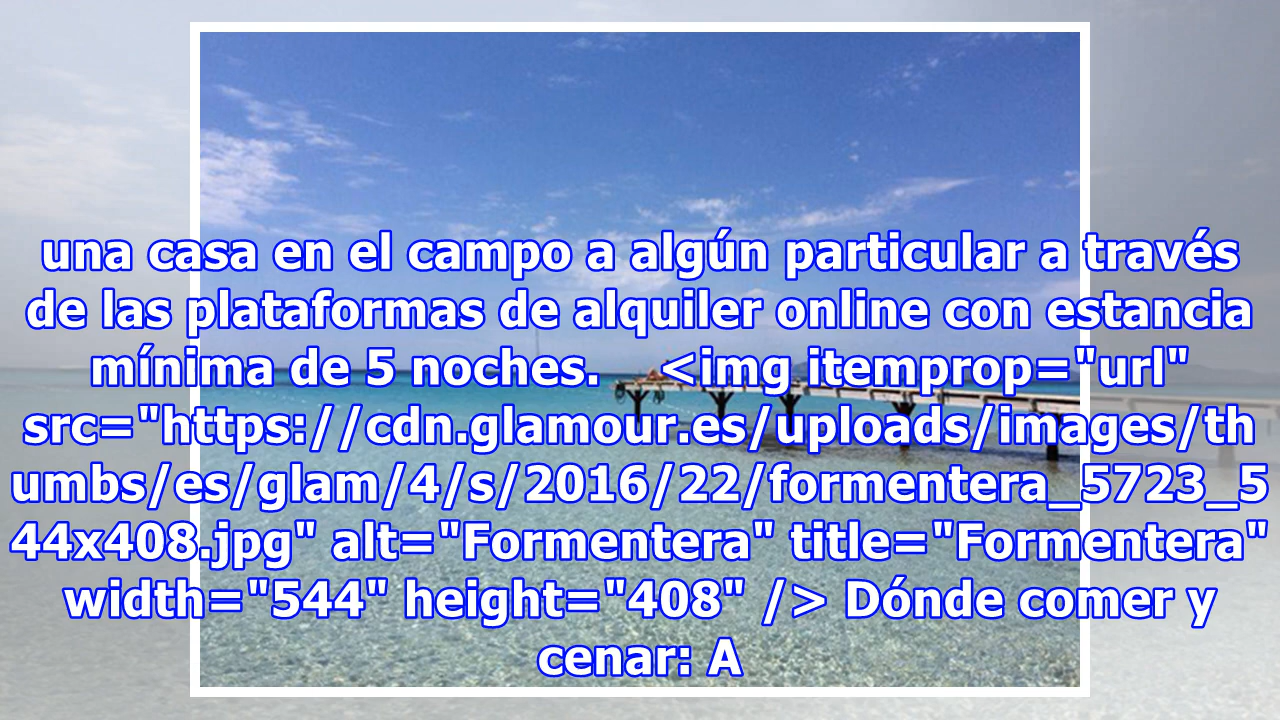 una casa en el campo a algún particular a través
de las plataformas de alquiler online con estancia
mínima de 5 noches.    <img itemprop="url"
src="https://cdn.glamour.es/uploads/images/th
umbs/es/glam/4/s/2016/22/formentera_5723_5
44x408.jpg" alt="Formentera" title="Formentera"
width="544" height="408" /> Dónde comer y
cenar: A